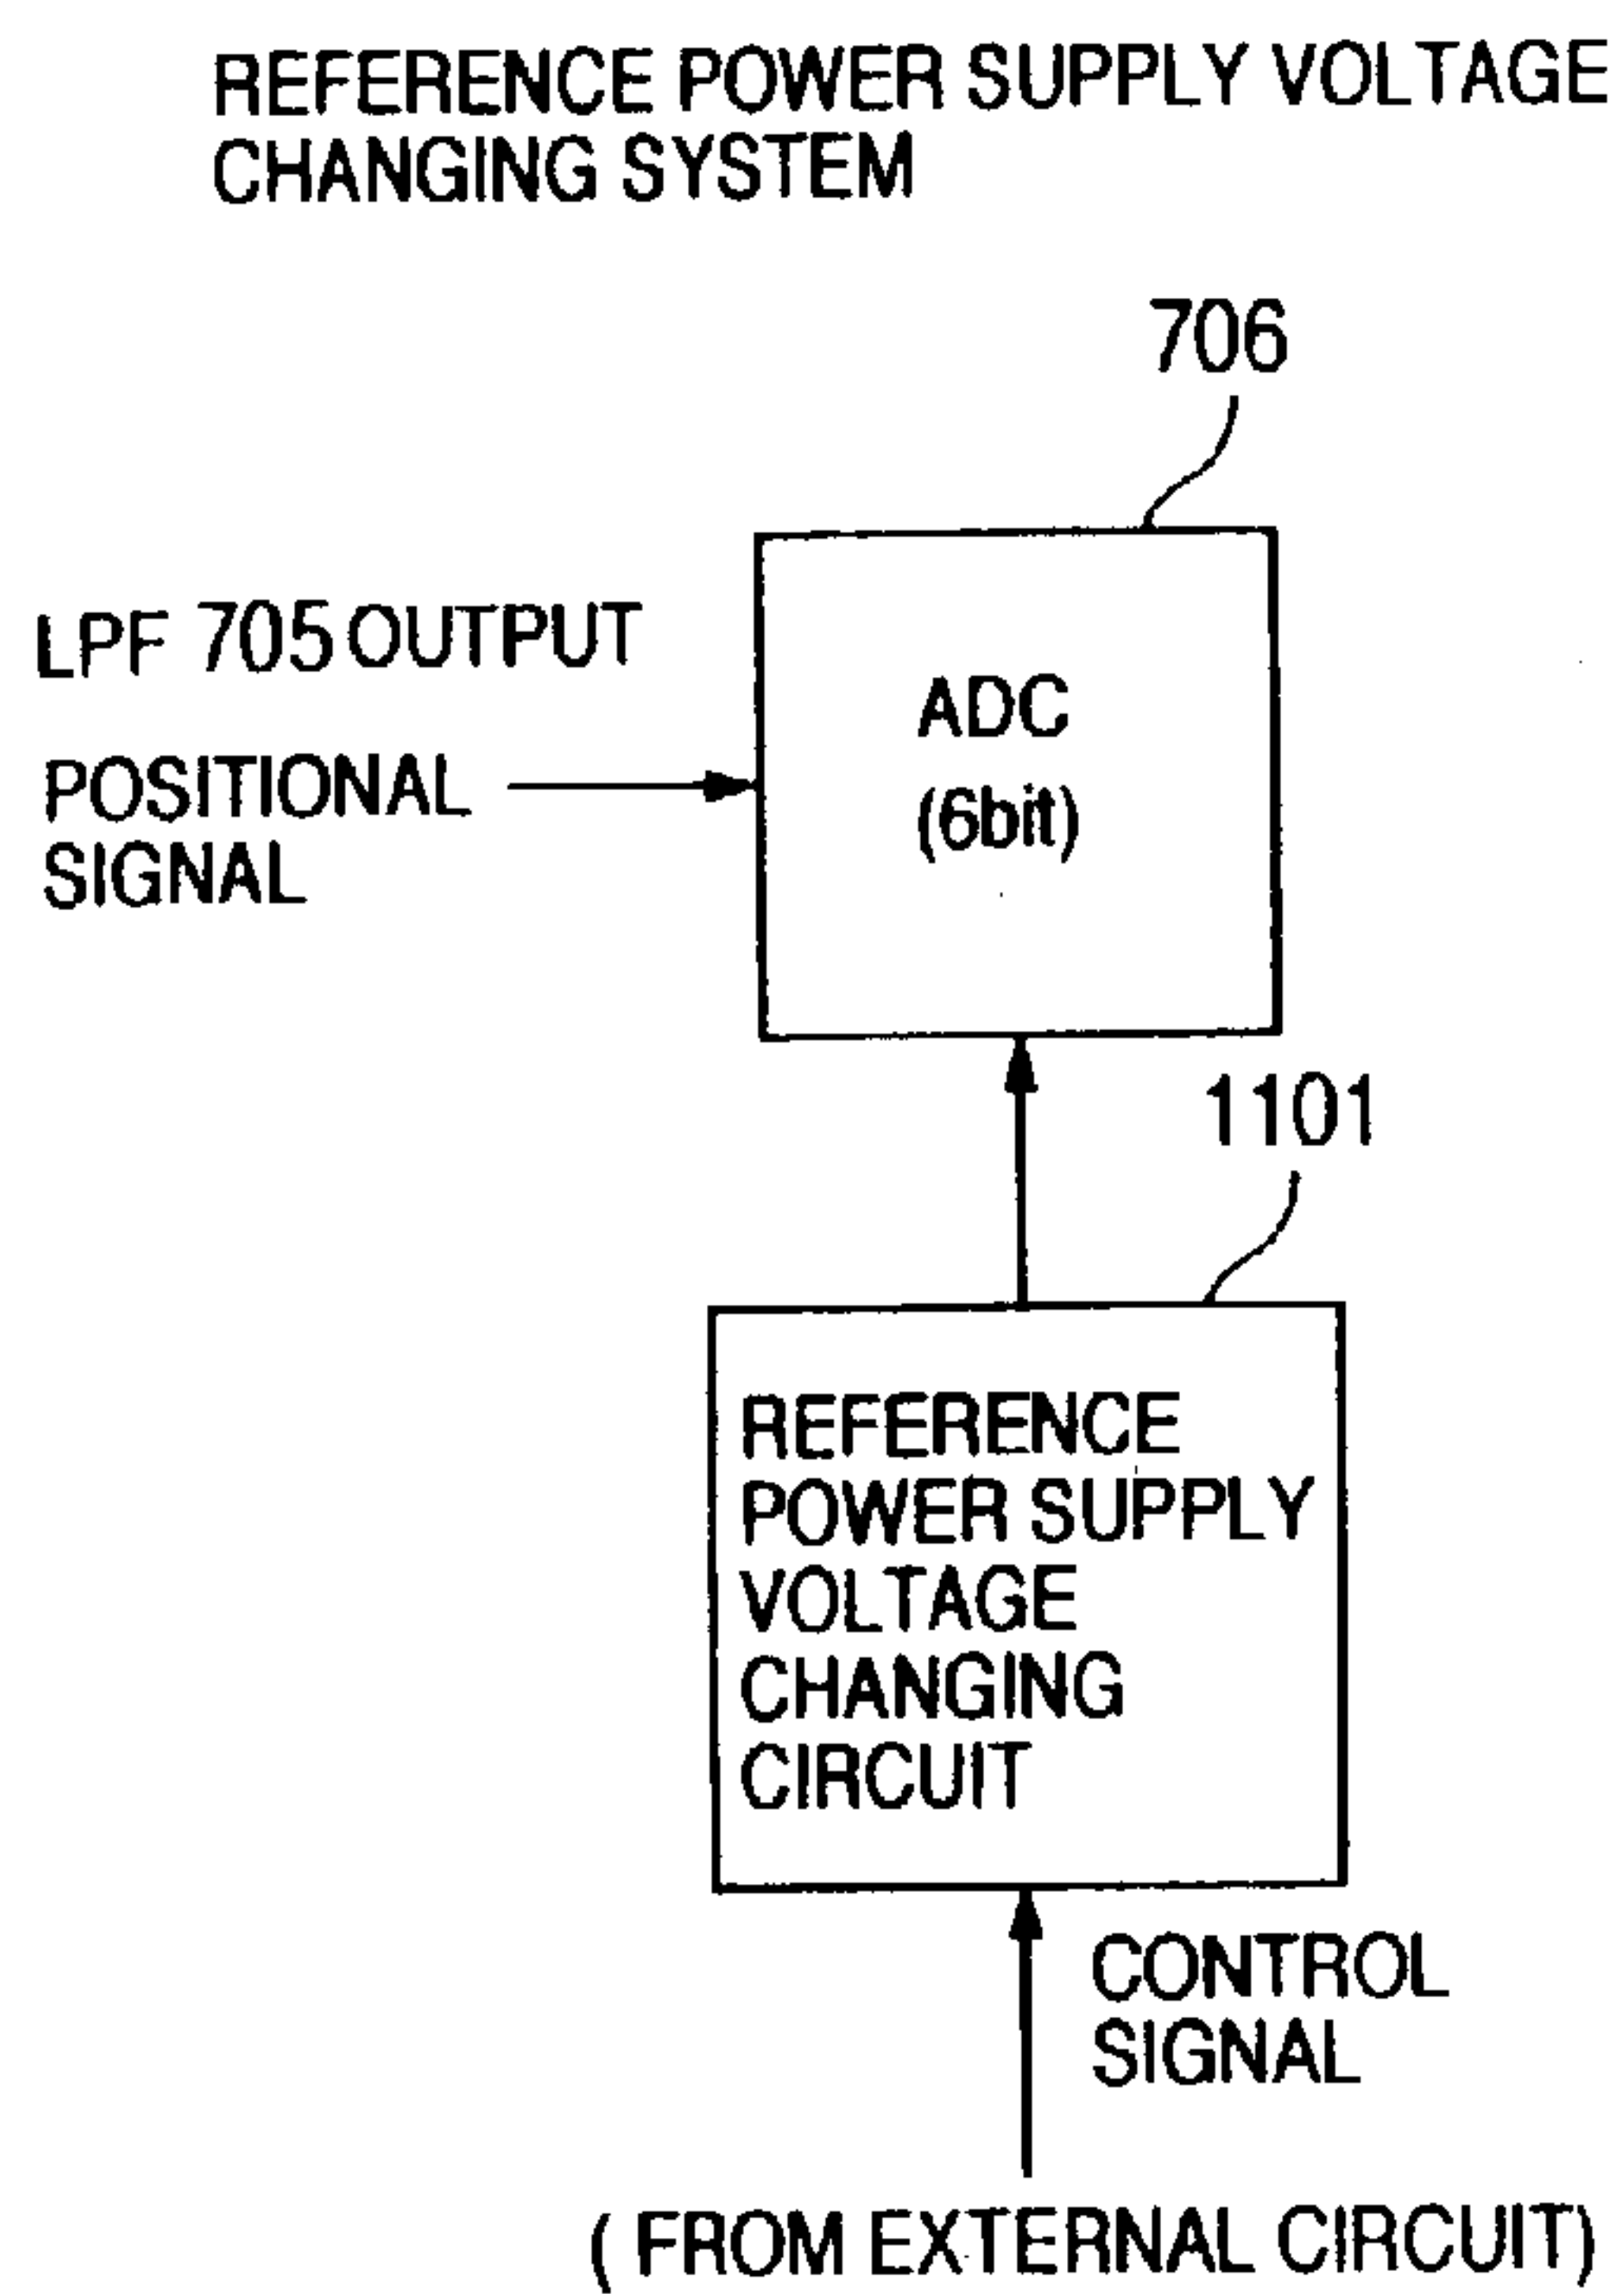 REFERENCE POWER SUPPLY VOLTAGE
CHANGING SYSTEM
706
LPF 705 OUTPUT
POSITIONAL
SIGNAL
ADC
(6bit)
1101
REFERENCE
POWER SUPPLY
VOLTAGE
CHANGING
CIRCUIT
CONTROL
SIGNAL
( FROM EXTERNAL CIRCUIT)